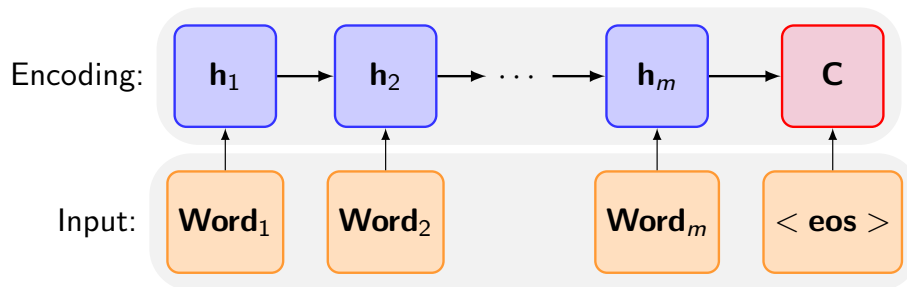 Encoding: h₁ h₂ ··· hₘ C
Input: Word₁ Word₂ Wordₘ < eos >